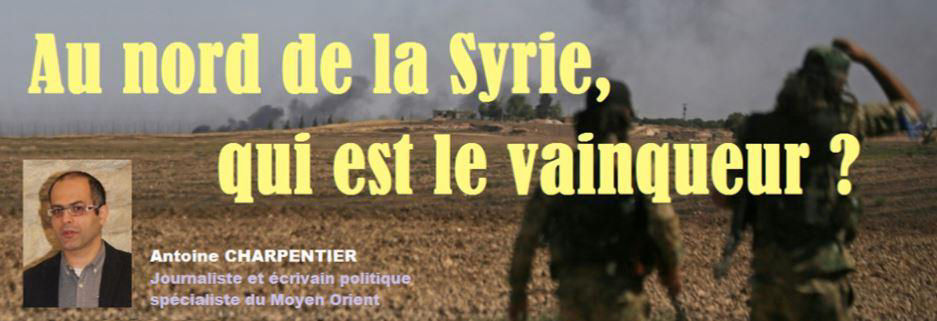 Au nord de la Syrie,
qui est le vainqueur ?
Antoine CHARPENTIER
Journaliste et écrivain politique
spécialiste du Moyen Orient